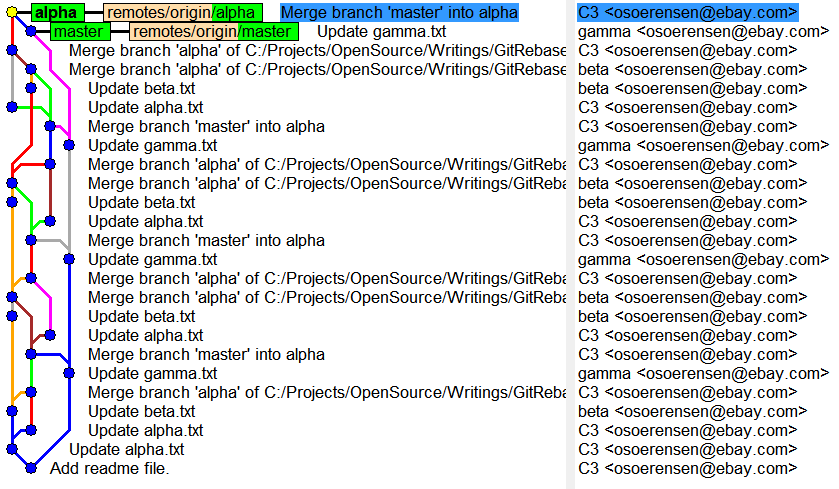 alpha remotes/origin/alpha Merge branch 'master' into alpha C3 <osoerensen@ebay.com>
master remotes/origin/master Update gamma.txt gamma <osoerensen@ebay.com>
Merge branch 'alpha' of C:/Projects/OpenSource/Writings/GitRebase C3 <osoerensen@ebay.com>
Merge branch 'alpha' of C:/Projects/OpenSource/Writings/GitRebase beta <osoerensen@ebay.com>
Update beta.txt beta <osoerensen@ebay.com>
Update alpha.txt C3 <osoerensen@ebay.com>
Merge branch 'master' into alpha C3 <osoerensen@ebay.com>
Update gamma.txt gamma <osoerensen@ebay.com>
Merge branch 'alpha' of C:/Projects/OpenSource/Writings/GitReba C3 <osoerensen@ebay.com>
Merge branch 'alpha' of C:/Projects/OpenSource/Writings/GitReba beta <osoerensen@ebay.com>
Update beta.txt beta <osoerensen@ebay.com>
Update alpha.txt C3 <osoerensen@ebay.com>
Merge branch 'master' into alpha C3 <osoerensen@ebay.com>
Update gamma.txt gamma <osoerensen@ebay.com>
Merge branch 'alpha' of C:/Projects/OpenSource/Writings/GitReba C3 <osoerensen@ebay.com>
Merge branch 'alpha' of C:/Projects/OpenSource/Writings/GitReba beta <osoerensen@ebay.com>
Update beta.txt beta <osoerensen@ebay.com>
Update alpha.txt C3 <osoerensen@ebay.com>
Merge branch 'master' into alpha C3 <osoerensen@ebay.com>
Update gamma.txt gamma <osoerensen@ebay.com>
Merge branch 'alpha' of C:/Projects/OpenSource/Writings/GitReba C3 <osoerensen@ebay.com>
Update beta.txt beta <osoerensen@ebay.com>
Update alpha.txt C3 <osoerensen@ebay.com>
Update alpha.txt C3 <osoerensen@ebay.com>
Add readme file. C3 <osoerensen@ebay.com>